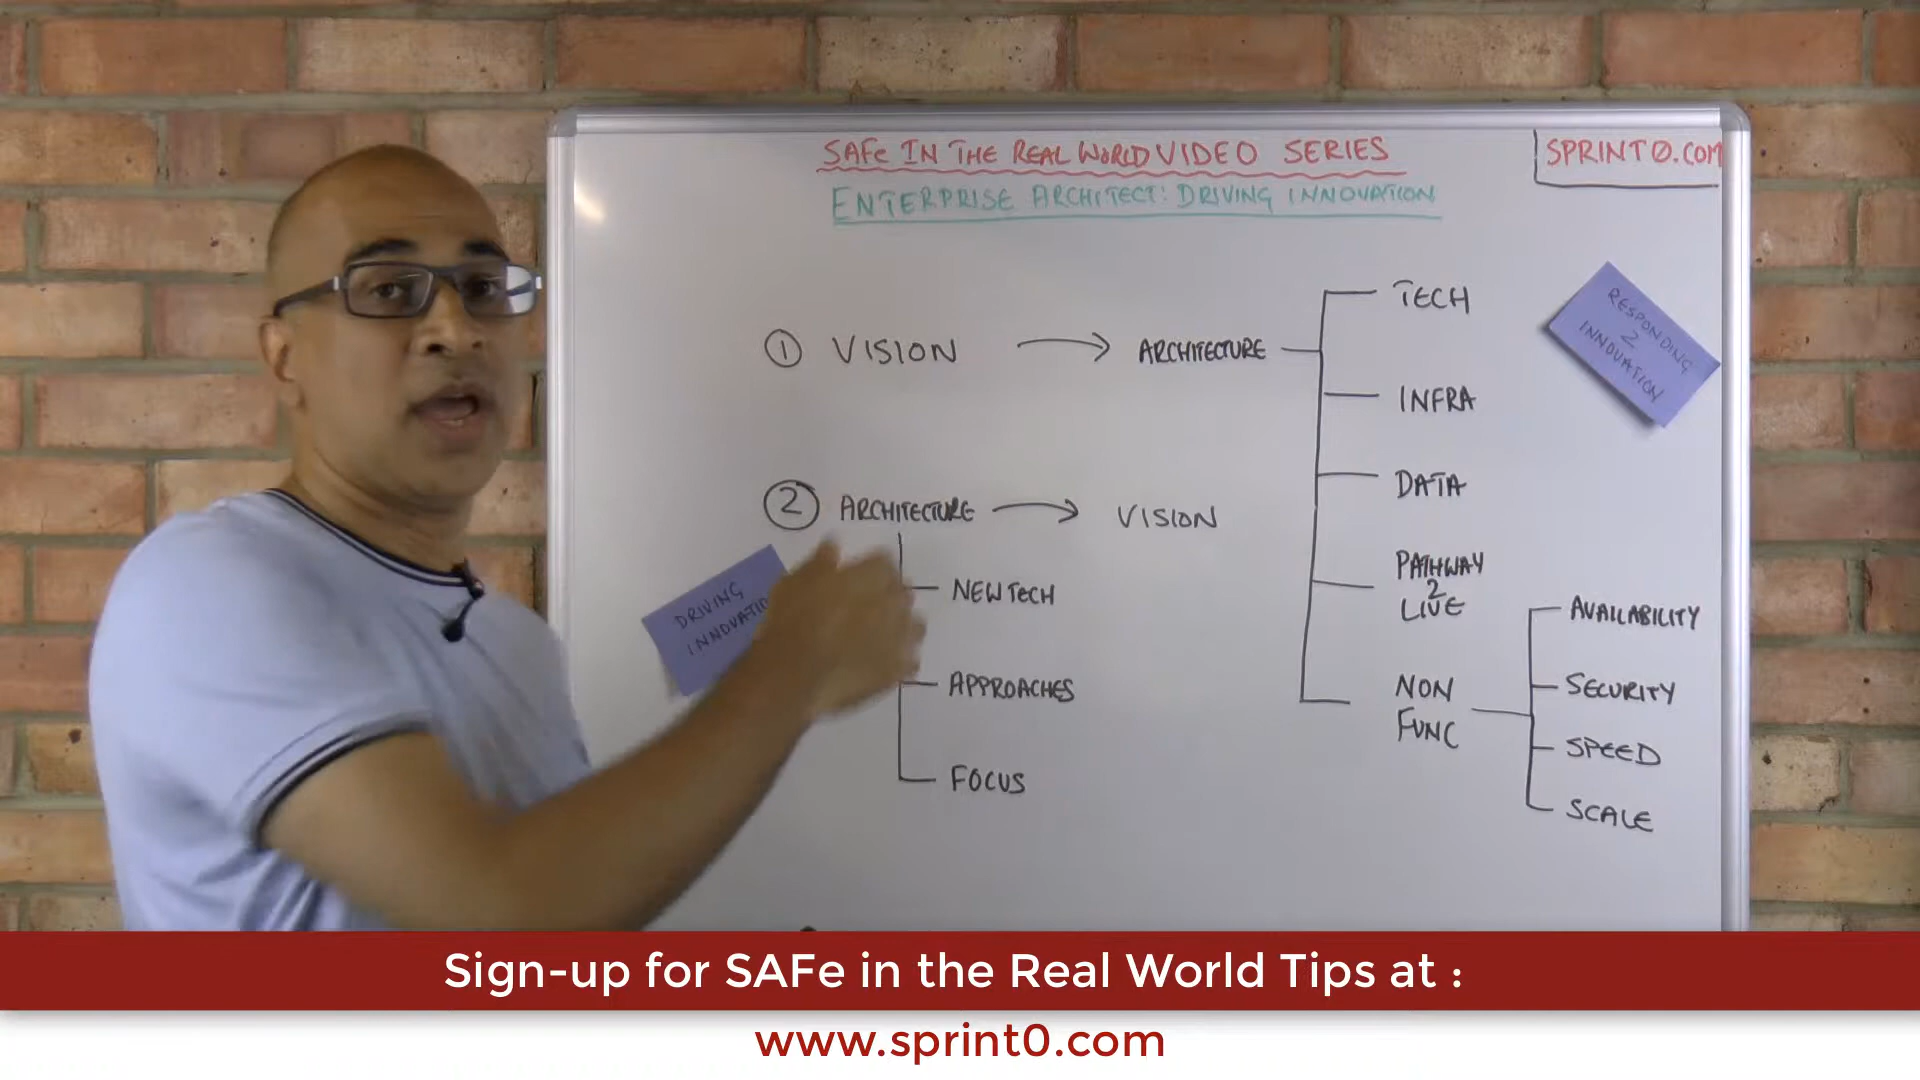 SAFe IN THE REAL WORLD VIDEO SERIES
SPRINT0.COM
ENTERPRISE ARCHITECT: DRIVING INNOVATION
① VISION → ARCHITECTURE
TECH
INFRA
DATA
PATHWAY
2
LIVE
NON
FUNC
AVAILABILITY
SECURITY
SPEED
SCALE
RESPONDING
2
INNOVATION
② ARCHITECTURE → VISION
NEW TECH
APPROACHES
FOCUS
DRIVING
INNOVATIO
Sign-up for SAFe in the Real World Tips at :
www.sprint0.com